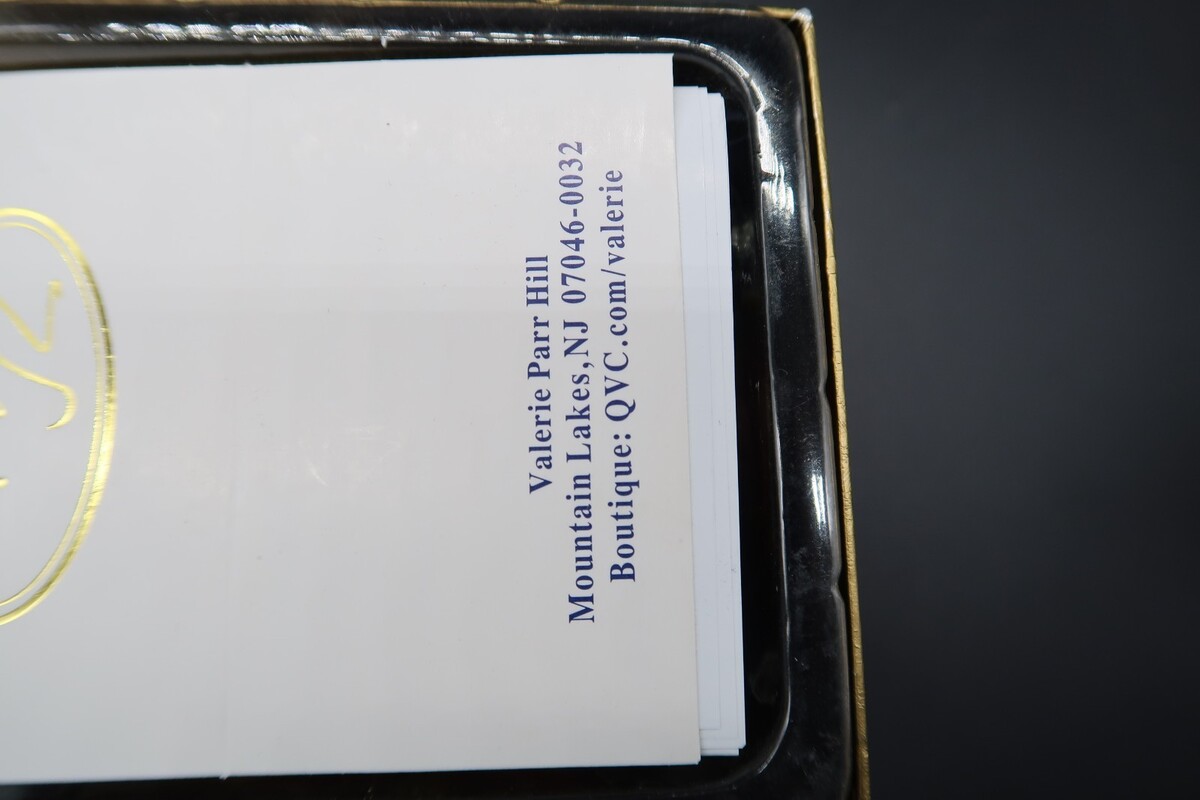 Valerie Parr Hill
Mountain Lakes,NJ 07046-0032
Boutique: QVC.com/valerie